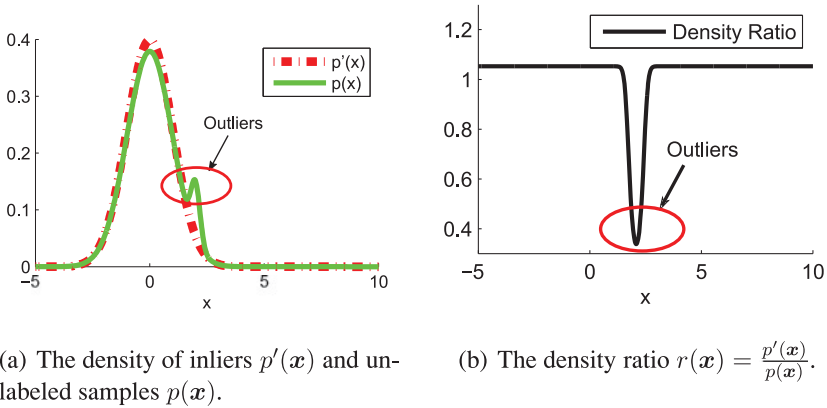 0.4
0.3
0.2
0.1
0
p'(x)
p(x)
Outliers
-5
0
5
10
x
(a) The density of inliers p′(x) and un-
labeled samples p(x).
1.2
1
0.8
0.6
0.4
Density Ratio
Outliers
−5
0
5
10
x
(b) The density ratio r(x) = p′(x)/p(x).